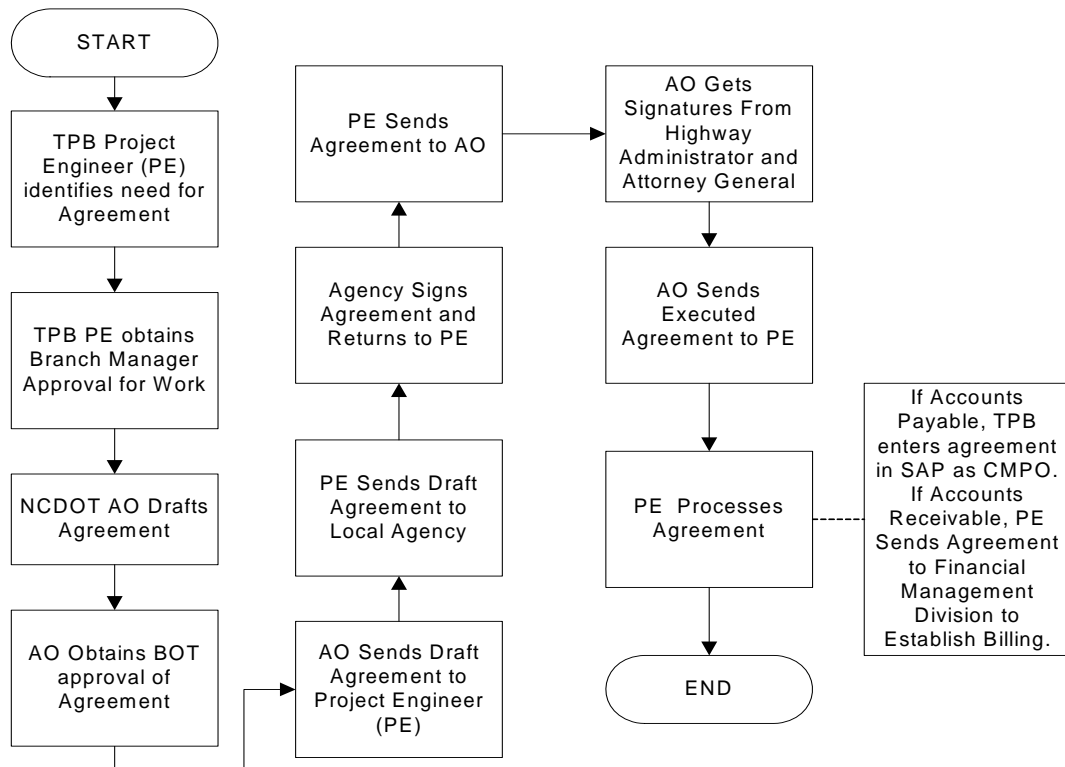 START
TPB Project
Engineer (PE)
identifies need for
Agreement
TPB PE obtains
Branch Manager
Approval for Work
NCDOT AO Drafts
Agreement
AO Obtains BOT
approval of
Agreement
AO Sends Draft
Agreement to
Project Engineer
(PE)
PE Sends Draft
Agreement to
Local Agency
Agency Signs
Agreement and
Returns to PE
PE Sends
Agreement to AO
AO Gets
Signatures From
Highway
Administrator and
Attorney General
AO Sends
Executed
Agreement to PE
PE Processes
Agreement
If Accounts
Payable, TPB
enters agreement
in SAP as CMPO.
If Accounts
Receivable, PE
Sends Agreement
to Financial
Management
Division to
Establish Billing.
END